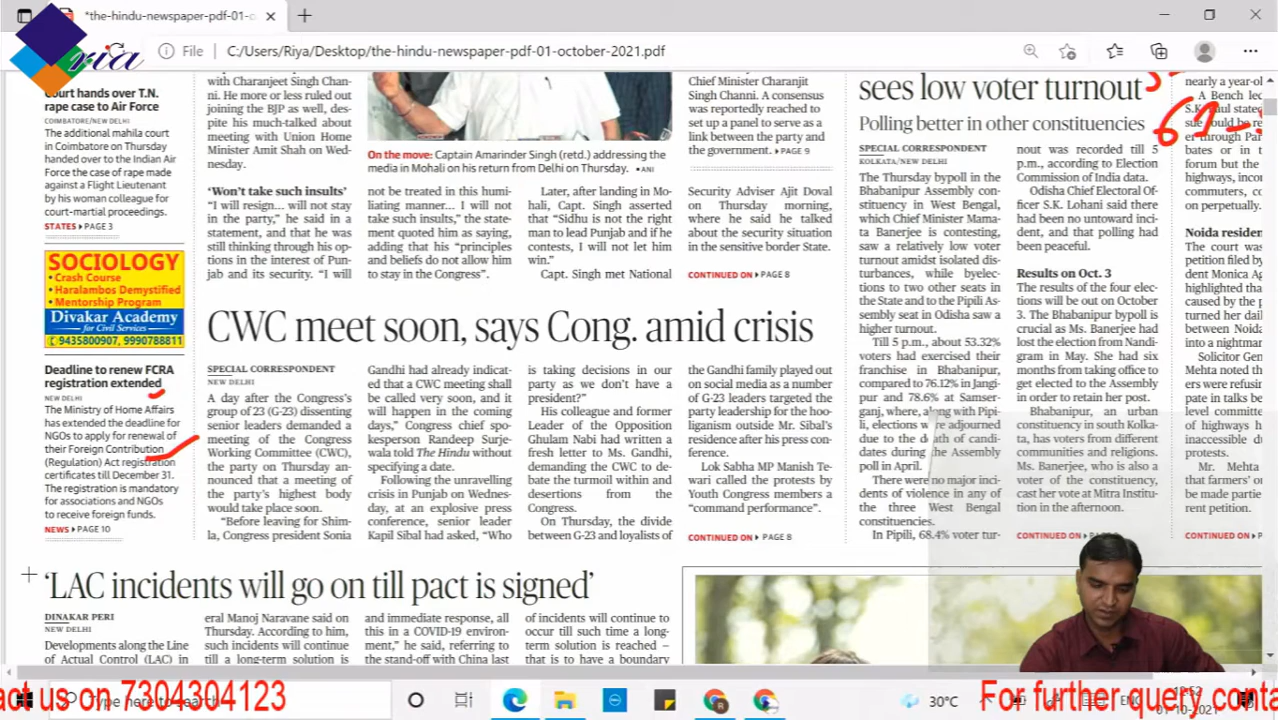 *the-hindu-newspaper-pdf-01-o
ria
File
C:/Users/Riya/Desktop/the-hindu-newspaper-pdf-01-october-2021.pdf
Court hands over T.N.
rape case to Air Force
COIMBATORE/NEW DELHI
The additional mahila court
in Coimbatore on Thursday
handed over to the Indian Air
Force the case of rape made
against a Flight Lieutenant
by his woman colleague for
court-martial proceedings.
STATES PAGE 3
SOCIOLOGY
• Crash Course
• Haralambos Demystified
• Mentorship Program
Divakar Academy
for Civil Services
9435800907, 9990788811
Deadline to renew FCRA
registration extended
NEW DELHI
The Ministry of Home Affairs
has extended the deadline for
NGOs to apply for renewal of
their Foreign Contribution
(Regulation) Act registration
certificates till December 31.
The registration is mandatory
for associations and NGOs
to receive foreign funds.
NEWS PAGE 10
with Charanjeet Singh Chan-
ni. He more or less ruled out
joining the BJP as well, des-
pite his much-talked about
meeting with Union Home
Minister Amit Shah on Wed-
nesday.
'Won't take such insults'
"I will resign... will not stay
in the party," he said in a
statement, and that he was
still thinking through his op-
tions in the interest of Pun-
jab and its security. "I will
On the move: Captain Amarinder Singh (retd.) addressing the
media in Mohali on his return from Delhi on Thursday. • ANI
not be treated in this humi-
liating manner... I will not
take such insults," the state-
ment quoted him as saying,
adding that his "principles
and beliefs do not allow him
to stay in the Congress".
Later, after landing in Mo-
hali, Capt. Singh asserted
that "Sidhu is not the right
man to lead Punjab and if he
contests, I will not let him
win."
Capt. Singh met National
Chief Minister Charanjit
Singh Channi. A consensus
was reportedly reached to
set up a panel to serve as a
link between the party and
the government. PAGE 9
Security Adviser Ajit Doval
on Thursday morning,
where he said he talked
about the security situation
in the sensitive border State.
CONTINUED ON PAGE 8
CWC meet soon, says Cong. amid crisis
SPECIAL CORRESPONDENT
NEW DELHI
A day after the Congress's
group of 23 (G-23) dissenting
senior leaders demanded a
meeting of the Congress
Working Committee (CWC),
the party on Thursday an-
nounced that a meeting of
the party's highest body
would take place soon.
"Before leaving for Shim-
la, Congress president Sonia
Gandhi had already indicat-
ed that a CWC meeting shall
be called very soon, and it
will happen in the coming
days," Congress chief spo-
kesperson Randeep Surje-
wala told The Hindu without
specifying a date.
Following the unravelling
crisis in Punjab on Wednes-
day, at an explosive press
conference, senior leader
Kapil Sibal had asked, "Who
is taking decisions in our
party as we don't have a
president?"
His colleague and former
Leader of the Opposition
Ghulam Nabi had written a
fresh letter to Ms. Gandhi,
demanding the CWC to de-
bate the turmoil within and
desertions from the
Congress.
On Thursday, the divide
between G-23 and loyalists of
the Gandhi family played out
on social media as a number
of G-23 leaders targeted the
party leadership for the hoo-
liganism outside Mr. Sibal's
residence after his press con-
ference.
Lok Sabha MP Manish Te-
wari called the protests by
Youth Congress members a
"command performance".
CONTINUED ON PAGE 8
sees low voter turnout
Polling better in other constituencies
SPECIAL CORRESPONDENT
KOLKATA/NEW DELHI
The Thursday bypoll in the
Bhabanipur Assembly con-
stituency in West Bengal,
which Chief Minister Mama-
ta Banerjee is contesting,
saw a relatively low voter
turnout amidst isolated dis-
turbances, while byelec-
tions to two other seats in
the State and to the Pipili As-
sembly seat in Odisha saw a
higher turnout.
Till 5 p.m., about 53.32%
voters had exercised their
franchise in Bhabanipur,
compared to 76.12% in Jangi-
pur and 78.6% at Samser-
ganj, where, along with Pipi-
li, elections were adjourned
due to the death of candi-
dates during the Assembly
poll in April.
There were no major inci-
dents of violence in any of
the three West Bengal
constituencies.
In Pipili, 68.4% voter tur-
nout was recorded till 5
p.m., according to Election
Commission of India data.
Odisha Chief Electoral Of-
ficer S.K. Lohani said there
had been no untoward inci-
dent, and that polling had
been peaceful.
Results on Oct. 3
The results of the four elec-
tions will be out on October
3. The Bhabanipur bypoll is
crucial as Ms. Banerjee had
lost the election from Nandi-
gram in May. She had six
months from taking office to
get elected to the Assembly
in order to retain her post.
Bhabanipur, an urban
constituency in south Kolka-
ta, has voters from different
communities and religions.
Ms. Banerjee, who is also a
voter of the constituency,
cast her vote at Mitra Institu-
tion in the afternoon.
CONTINUED ON
nearly a year-ol
A Bench led
S.K. Kaul stated
sue could be re
er through Par
bates or in t
forum but the
highways, incon
commuters, co
on perpetually.
Noida residen
The court was
petition filed by
dent Monica Ag
highlighted tha
caused by the p
turned her dail
between Noida
into a nightmar
Solicitor Gen
Mehta noted th
ers were refusin
pate in talks be
level committe
of highways h
inaccessible du
protests.
Mr. Mehta
that farmers' or
be made partie
rent petition.
CONTINUED ON P
'LAC incidents will go on till pact is signed'
DINAKAR PERI
NEW DELHI
Developments along the Line
of Actual Control (LAC) in
eral Manoj Naravane said on
Thursday. According to him,
such incidents will continue
till a long-term solution is
and immediate response, all
this in a COVID-19 environ-
ment," he said, referring to
the stand-off with China last
of incidents will continue to
occur till such time a long-
term solution is reached –
that is to have a boundary
act us on 7304304123
Type here to search
30°C
ENG
01-10-2021
For further query conta